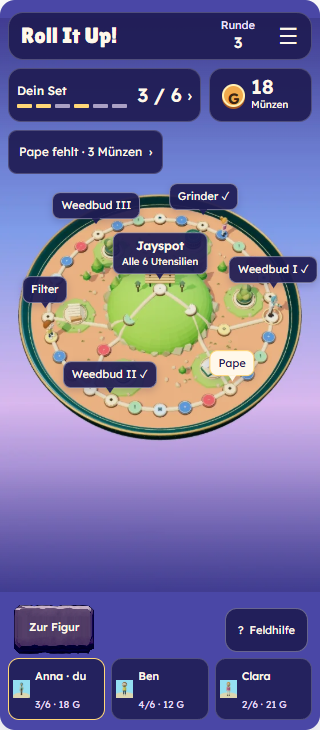 Roll It Up!
Runde
3
Dein Set
3 / 6 ›
G
18
Münzen
Pape fehlt · 3 Münzen ›
Grinder ✓
Weedbud III
Jayspot
Alle 6 Utensilien
Weedbud I ✓
Filter
Pape
Weedbud II ✓
Zur Figur
? Feldhilfe
Anna · du
3/6 · 18 G
Ben
4/6 · 12 G
Clara
2/6 · 21 G